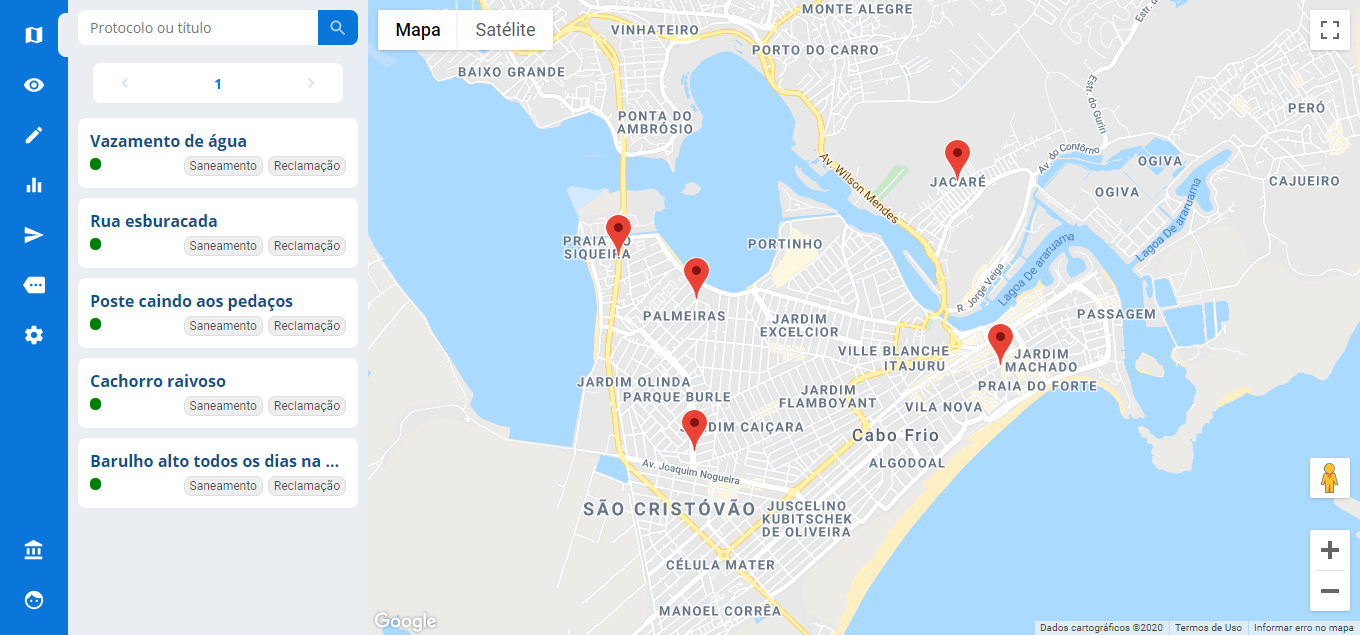 Protocolo ou título
1
Vazamento de água
Saneamento Reclamação
Rua esburacada
Saneamento Reclamação
Poste caindo aos pedaços
Saneamento Reclamação
Cachorro raivoso
Saneamento Reclamação
Barulho alto todos os dias na ...
Saneamento Reclamação
Mapa Satélite
MONTE ALEGRE
VINHATEIRO
PORTO DO CARRO
BAIXO GRANDE
Estr. do Guriri
PERÓ
PONTA DO
AMBRÓSIO
Av. do Contôrno
OGIVA
Av. Wilson Mendes
JACARÉ
OGIVA
CAJUEIRO
Lagoa De araruama
PRAIA DO
SIQUEIRA
PORTINHO
Lagoa De araruama
R. Jorge Veiga
PALMEIRAS
JARDIM
EXCELCIOR
PASSAGEM
VILLE BLANCHE
ITAJURU
JARDIM
MACHADO
JARDIM OLINDA
PARQUE BURLE
JARDIM
FLAMBOYANT
PRAIA DO FORTE
VILA NOVA
JARDIM CAIÇARA
Cabo Frio
Av. Joaquim Nogueira
ALGODOAL
SÃO CRISTÓVÃO
JUSCELINO
KUBITSCHEK
DE OLIVEIRA
CÉLULA MATER
MANOEL CORRÊA
Google
Dados cartográficos ©2020 Termos de Uso Informar erro no mapa